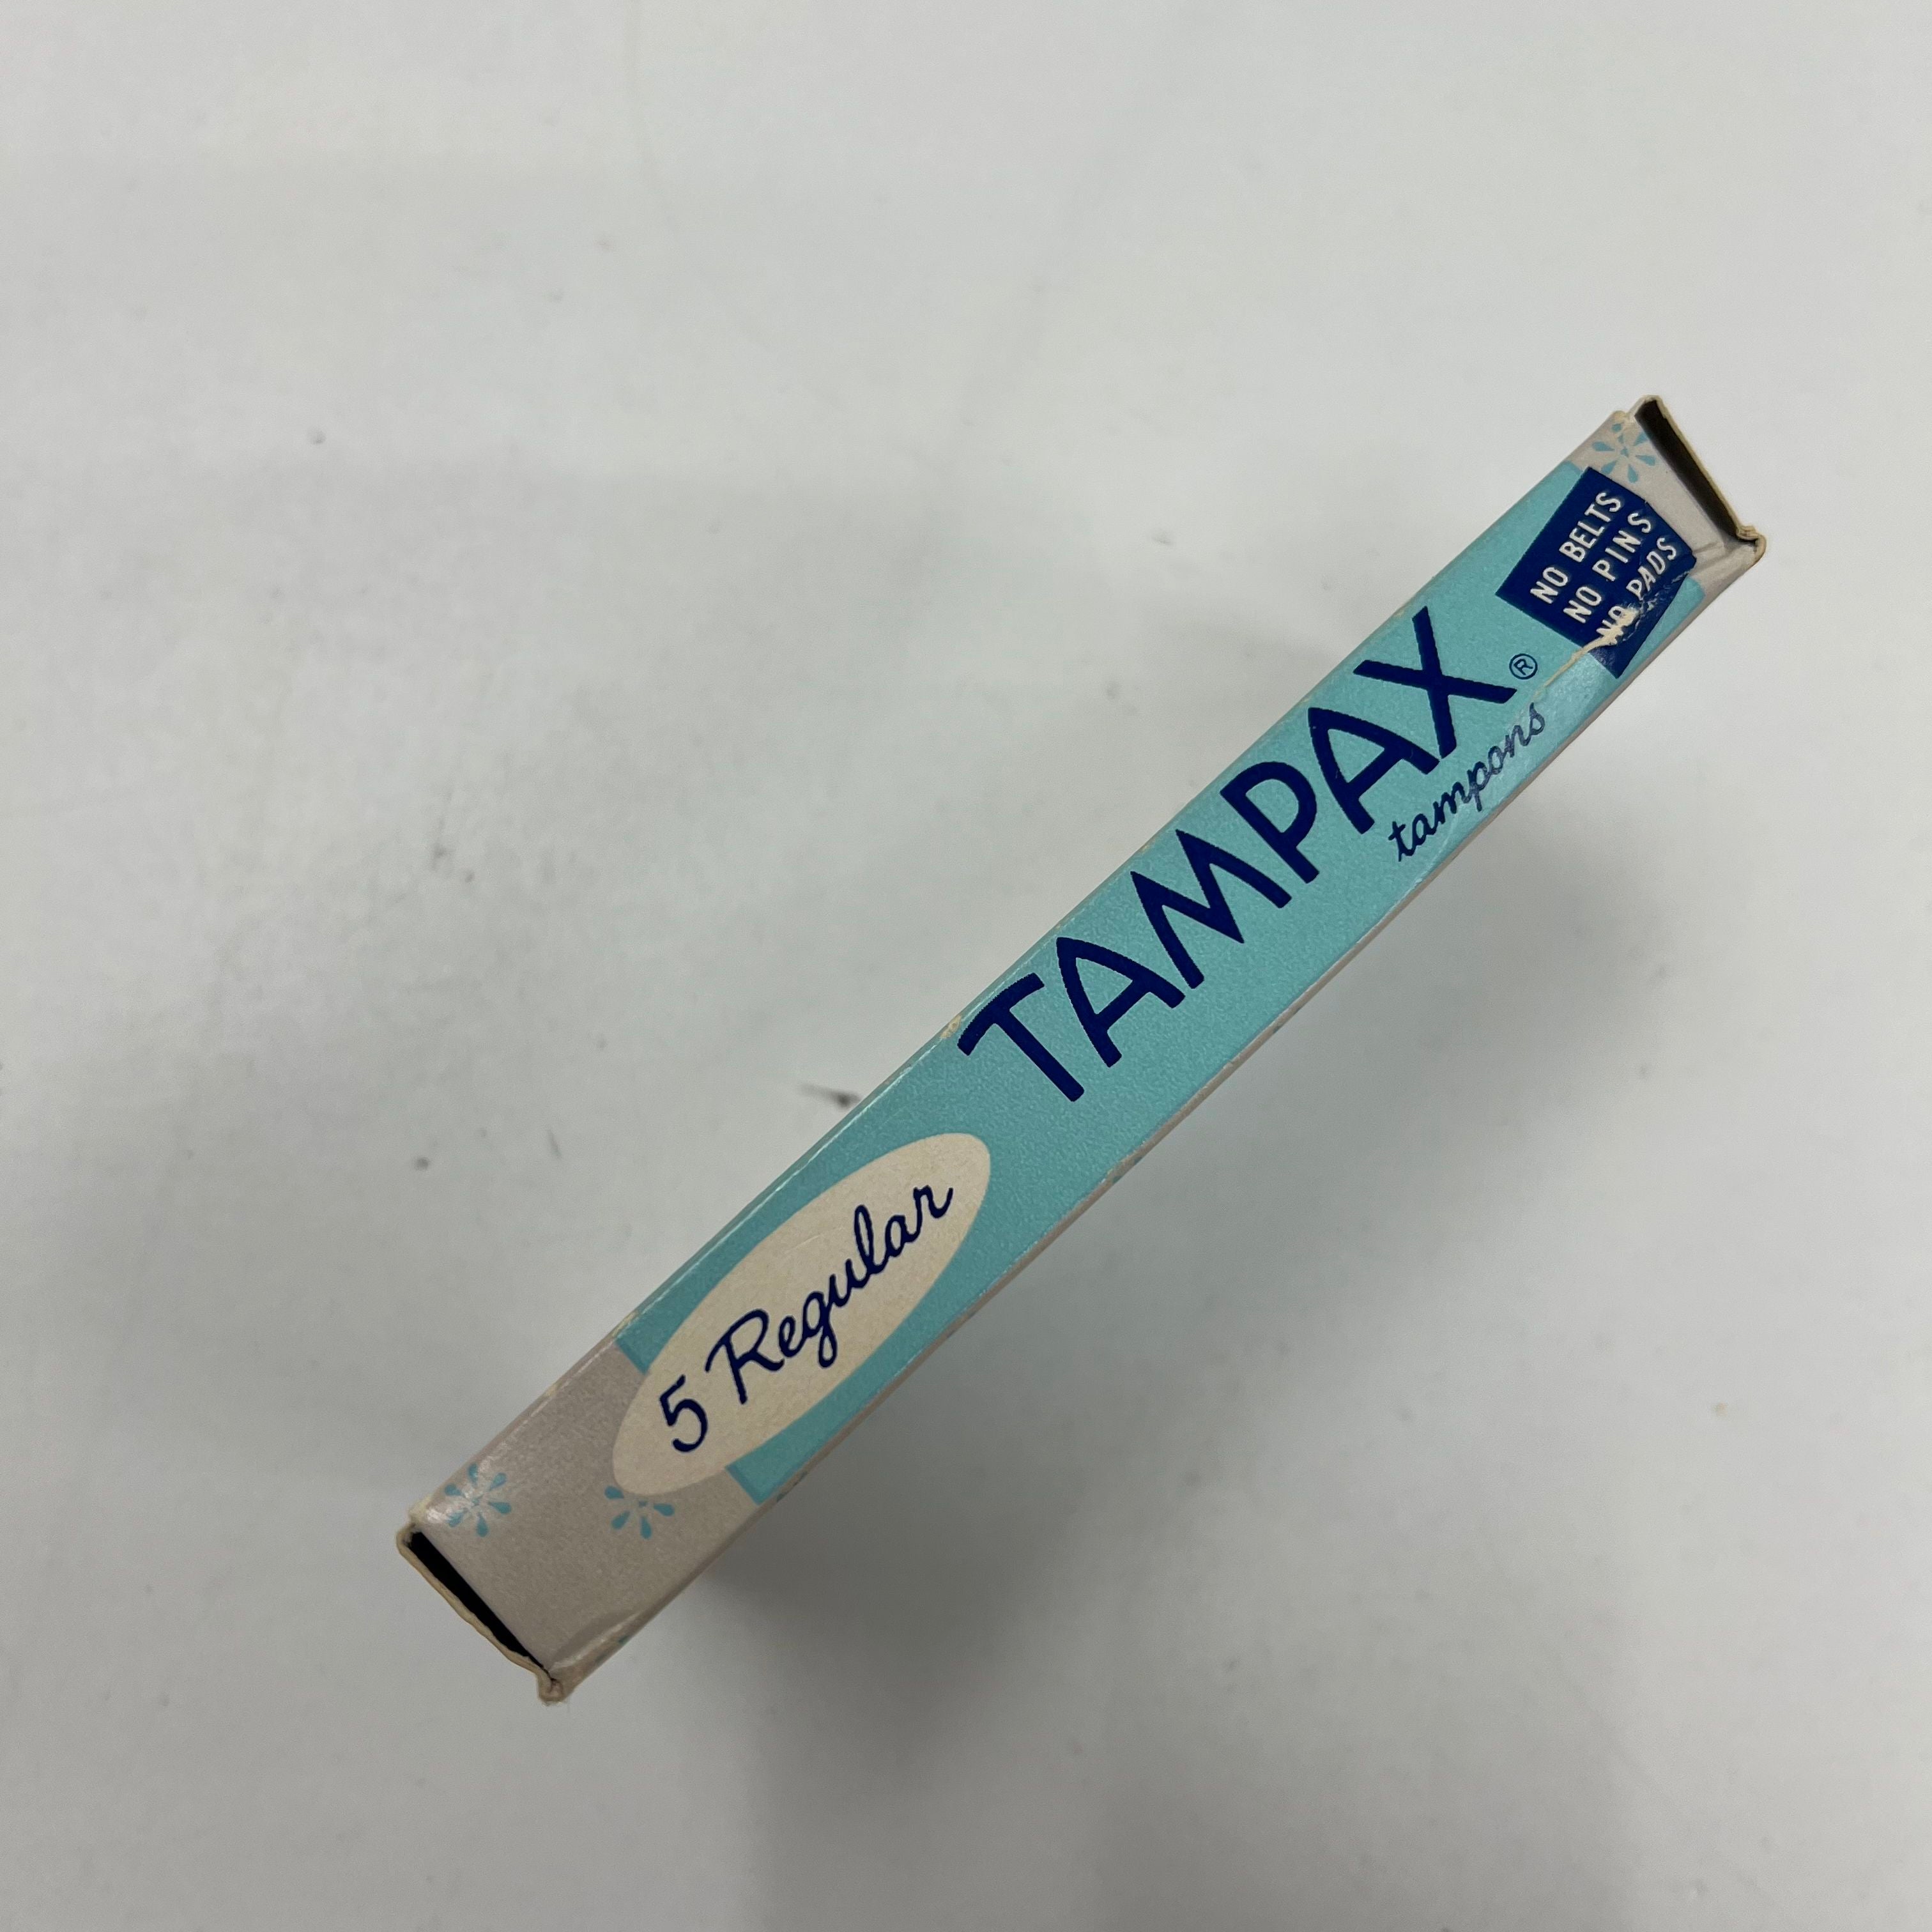 5 Regular
TAMPAX®
tampons
NO BELTS
NO PINS
NO PADS